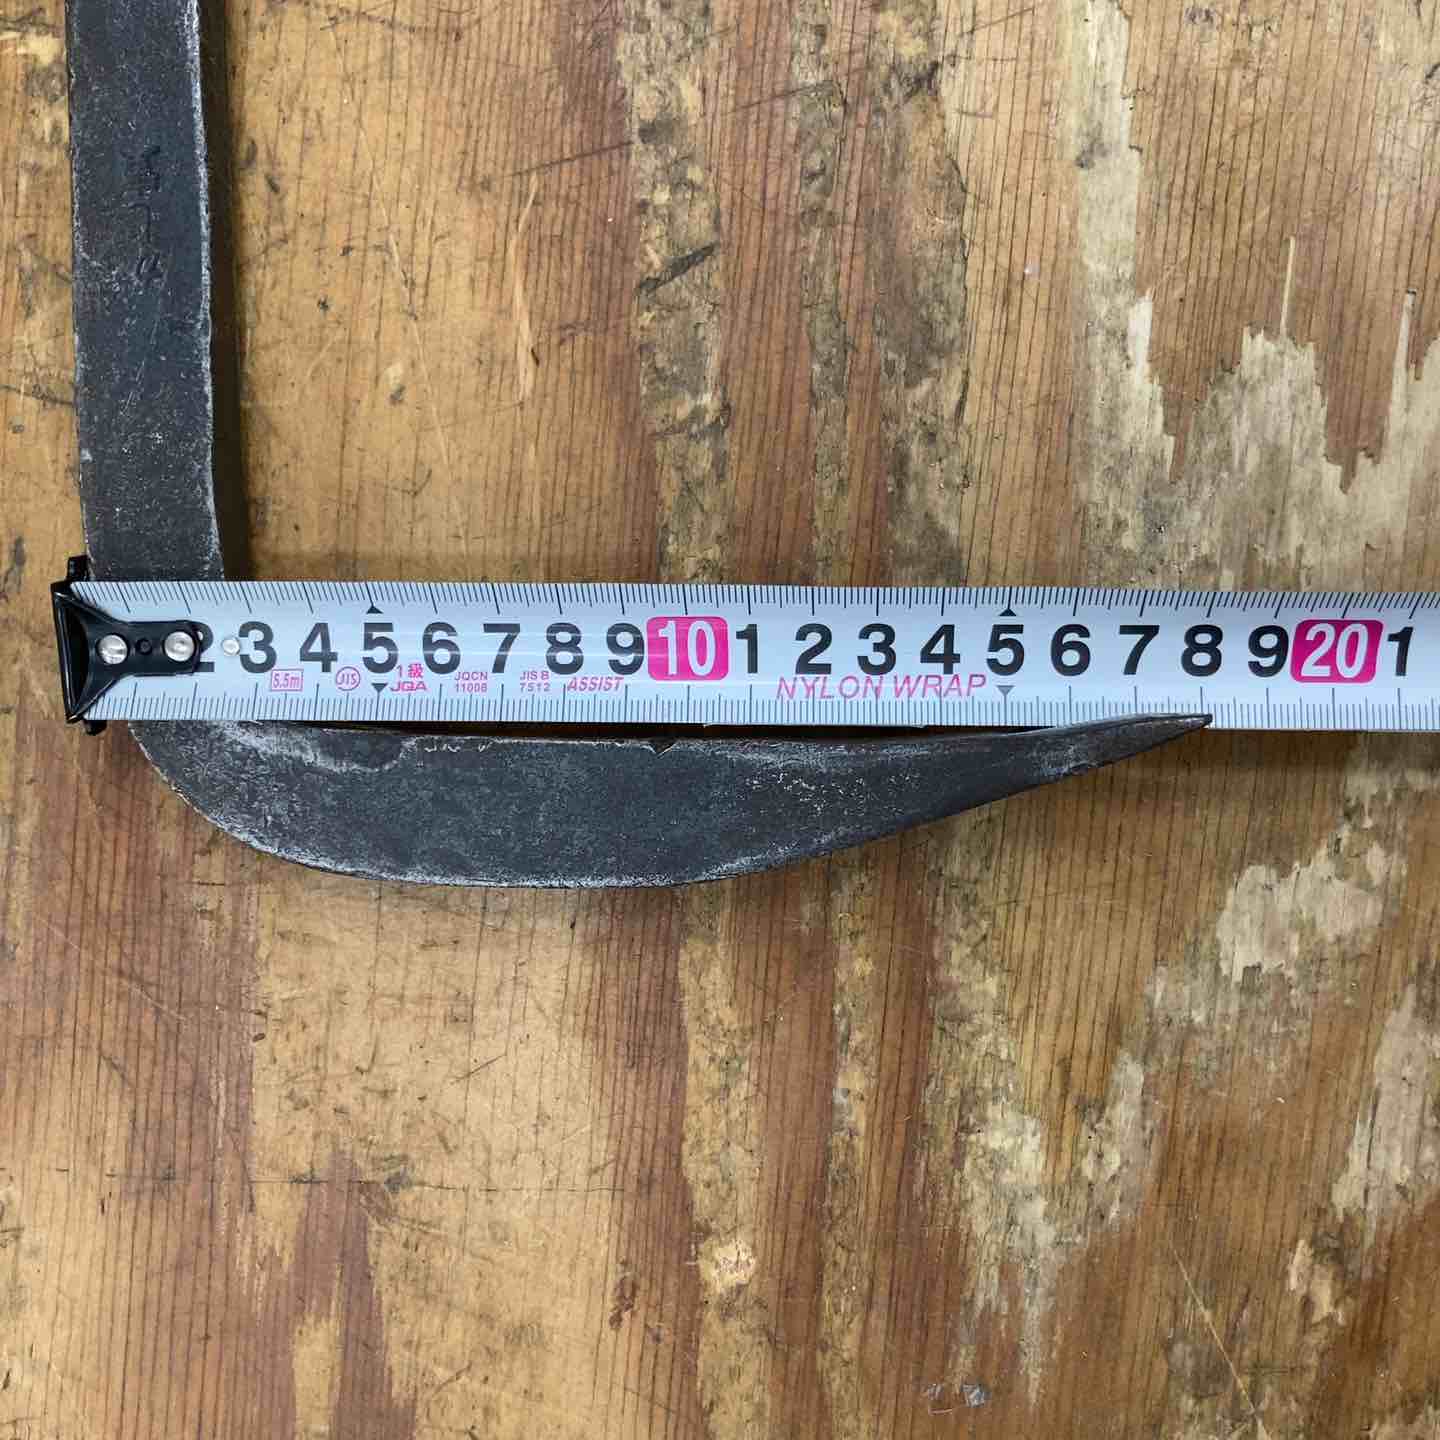 2 3 4 5 6 7 8 9 10 1 2 3 4 5 6 7 8 9 20 1
5.5m JIS 1級 JQA JQCN 11008 JIS B 7512 ASSIST NYLON WRAP